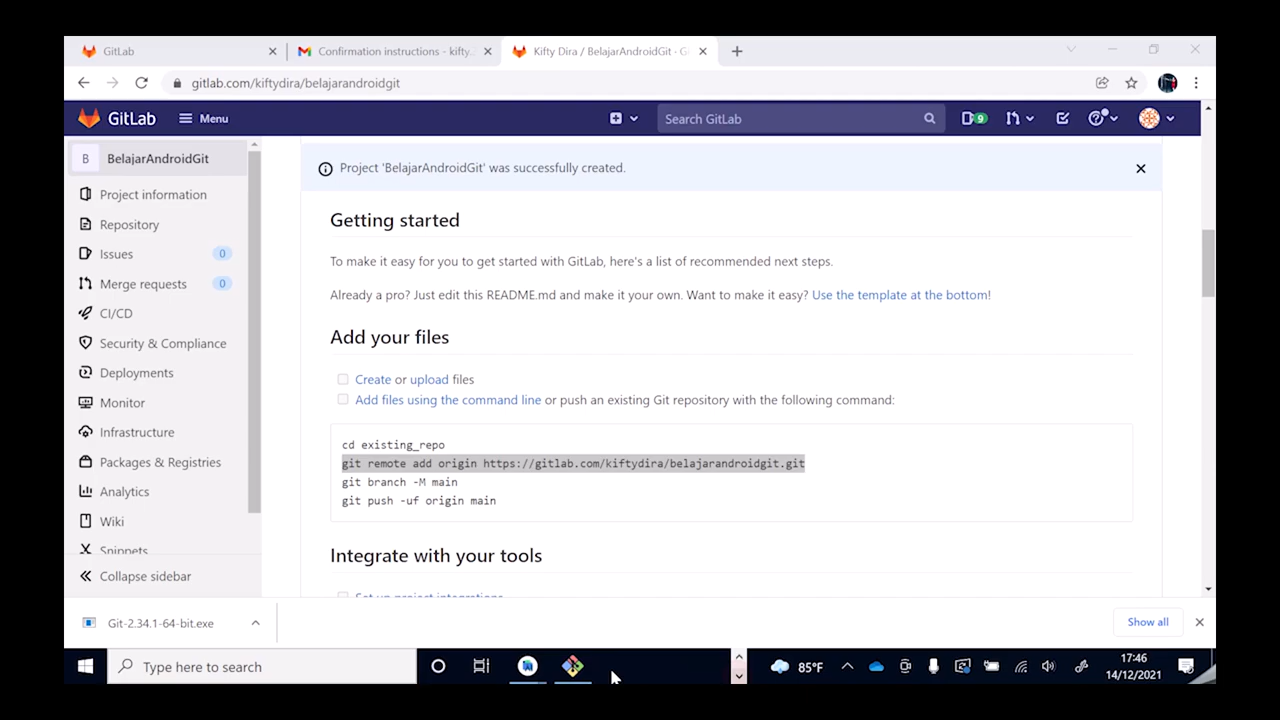 GitLab
Confirmation instructions - kifty
Kifty Dira / BelajarAndroidGit - G
gitlab.com/kiftydira/belajarandroidgit
GitLab
Menu
Search GitLab
9
B
BelajarAndroidGit
Project information
Repository
Issues
0
Merge requests
0
CI/CD
Security & Compliance
Deployments
Monitor
Infrastructure
Packages & Registries
Analytics
Wiki
Snippets
Collapse sidebar
Project 'BelajarAndroidGit' was successfully created.
Getting started
To make it easy for you to get started with GitLab, here's a list of recommended next steps.
Already a pro? Just edit this README.md and make it your own. Want to make it easy? Use the template at the bottom!
Add your files
Create or upload files
Add files using the command line or push an existing Git repository with the following command:
cd existing_repo
git remote add origin https://gitlab.com/kiftydira/belajarandroidgit.git
git branch -M main
git push -uf origin main
Integrate with your tools
Set up project integrations
Git-2.34.1-64-bit.exe
Show all
Type here to search
85°F
17:46
14/12/2021